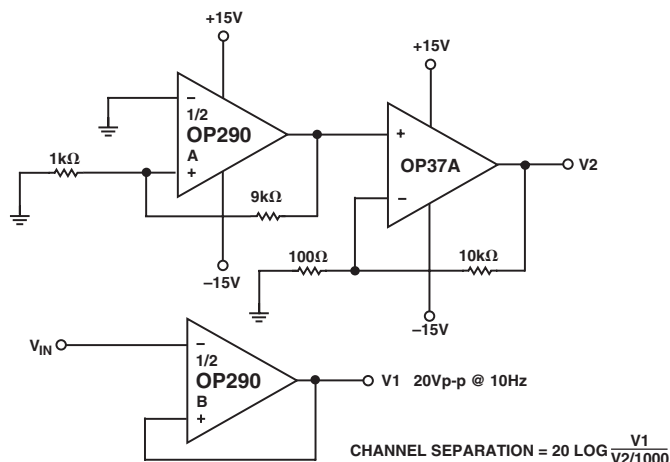 +15V
−
1/2
OP290
A
+
1kΩ
9kΩ
−15V
+15V
+
OP37A
−
V2
100Ω
10kΩ
−15V
VIN
−
1/2
OP290
B
+
V1 20Vp-p @ 10Hz
CHANNEL SEPARATION = 20 LOG V1
V2/1000